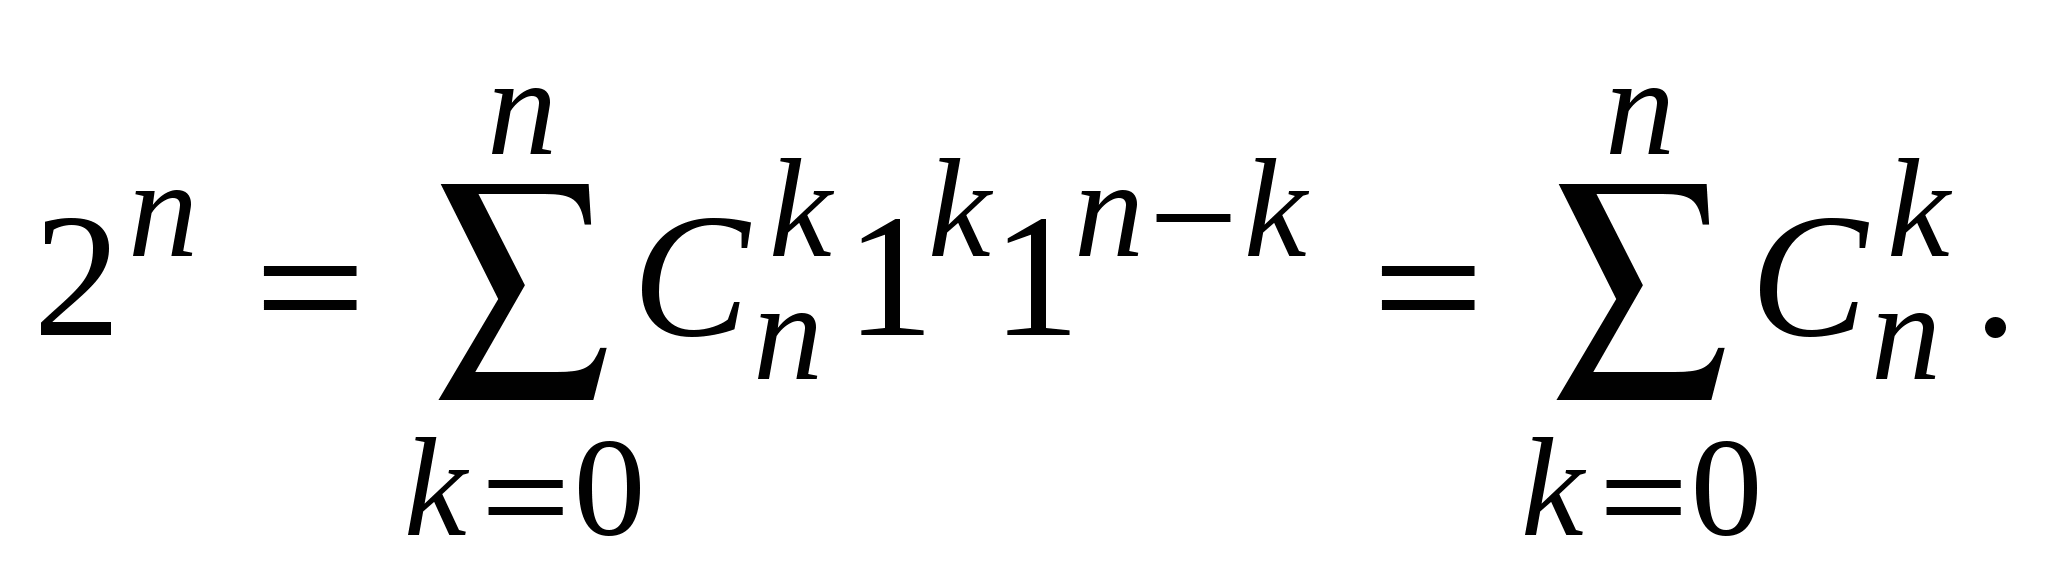 $2^n = \sum_{k=0}^{n} C_n^k 1^k 1^{n-k} = \sum_{k=0}^{n} C_n^k .$